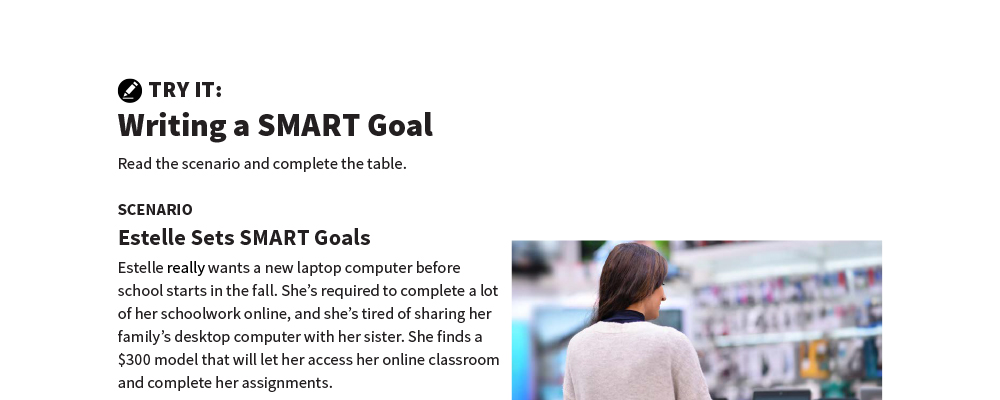 TRY IT:
Writing a SMART Goal
Read the scenario and complete the table.
SCENARIO
Estelle Sets SMART Goals
Estelle really wants a new laptop computer before
school starts in the fall. She’s required to complete a lot
of her schoolwork online, and she’s tired of sharing her
family’s desktop computer with her sister. She finds a
$300 model that will let her access her online classroom
and complete her assignments.